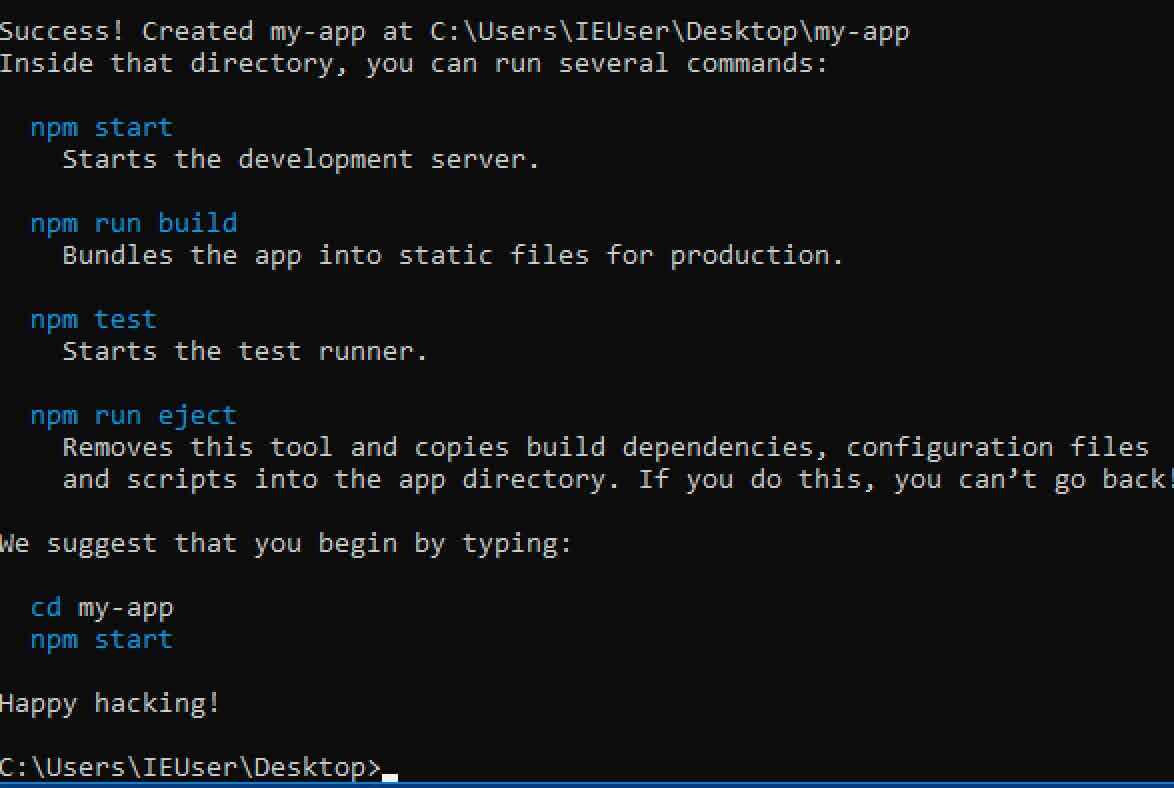 Success! Created my-app at C:\Users\IEUser\Desktop\my-app
Inside that directory, you can run several commands:
npm start
Starts the development server.
npm run build
Bundles the app into static files for production.
npm test
Starts the test runner.
npm run eject
Removes this tool and copies build dependencies, configuration files
and scripts into the app directory. If you do this, you can’t go back!
We suggest that you begin by typing:
cd my-app
npm start
Happy hacking!
C:\Users\IEUser\Desktop>